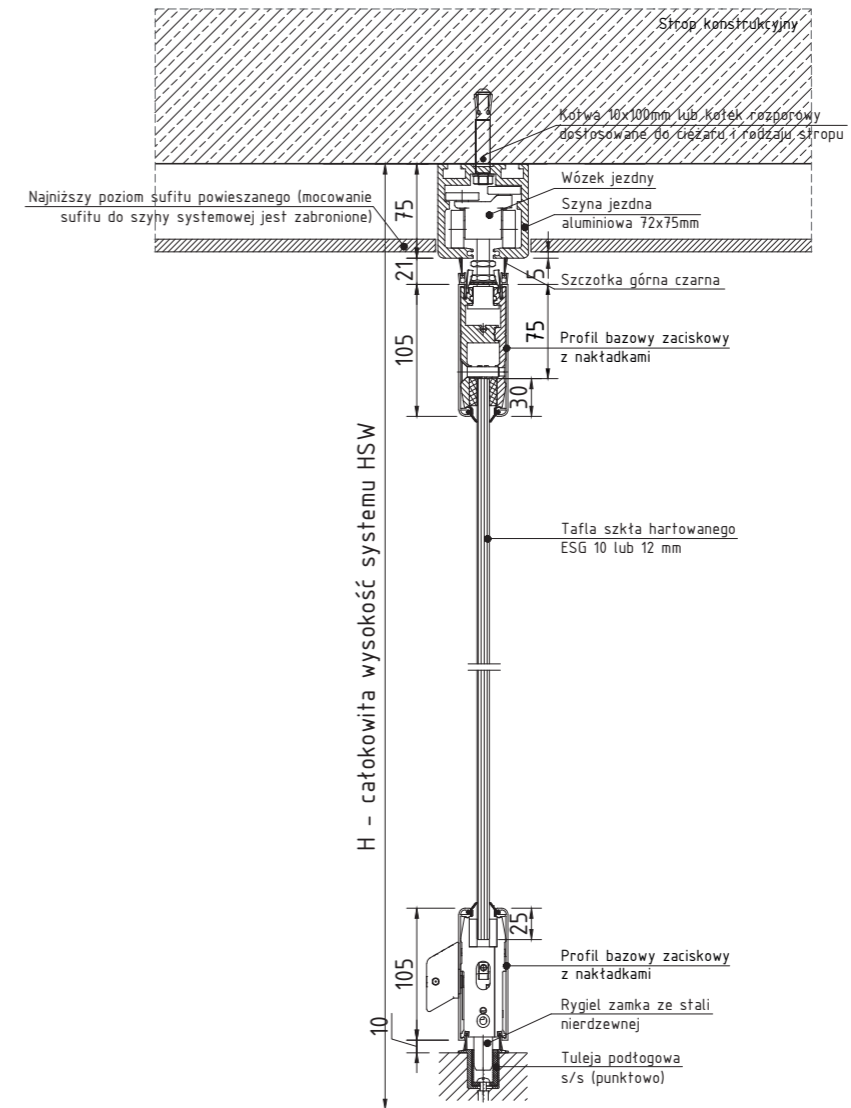 Strop konstrukcyjny
Kotwa 10x100mm lub kołek rozporowy
dostosowane do ciężaru i rodzaju stropu
Wózek jezdny
Najniższy poziom sufitu powieszanego (mocowanie
sufitu do szyny systemowej jest zabronione)
75
Szyna jezdna
aluminiowa 72x75mm
21
5
Szczotka górna czarna
105
75
Profil bazowy zaciskowy
z nakładkami
30
H - całokowita wysokość systemu HSW
Tafla szkła hartowanego
ESG 10 lub 12 mm
25
105
Profil bazowy zaciskowy
z nakładkami
Rygiel zamka ze stali
nierdzewnej
10
Tuleja podłogowa
s/s (punktowo)